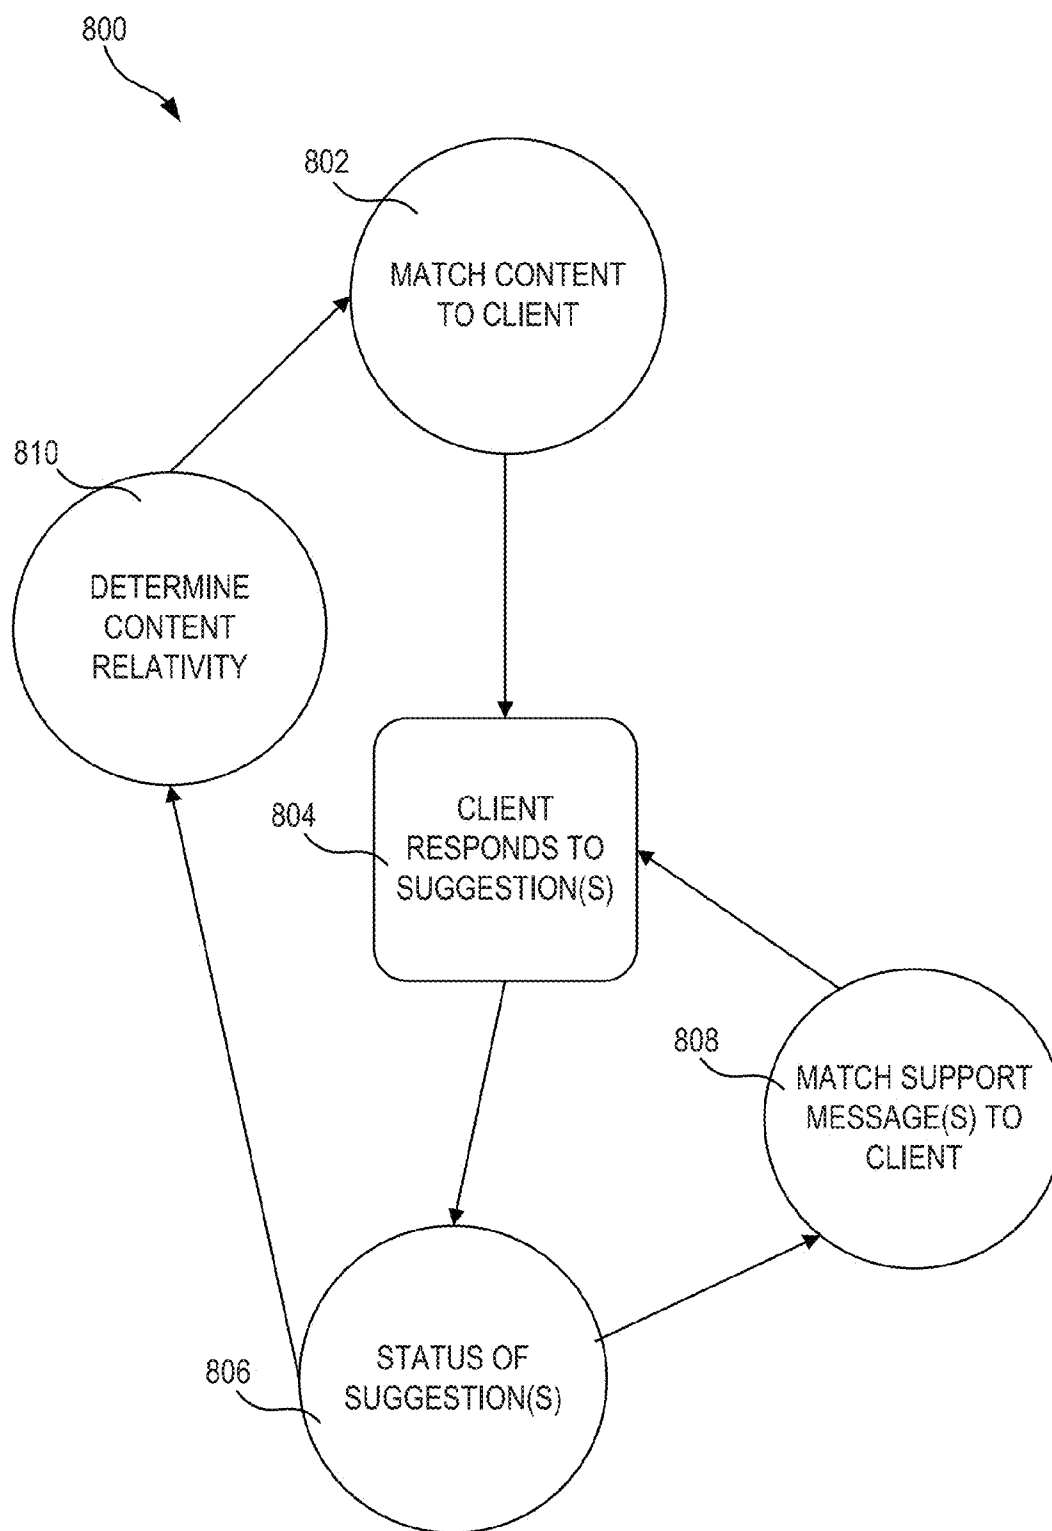 800
802
MATCH CONTENT
TO CLIENT
810
DETERMINE
CONTENT
RELATIVITY
804
CLIENT
RESPONDS TO
SUGGESTION(S)
808
MATCH SUPPORT
MESSAGE(S) TO
CLIENT
806
STATUS OF
SUGGESTION(S)